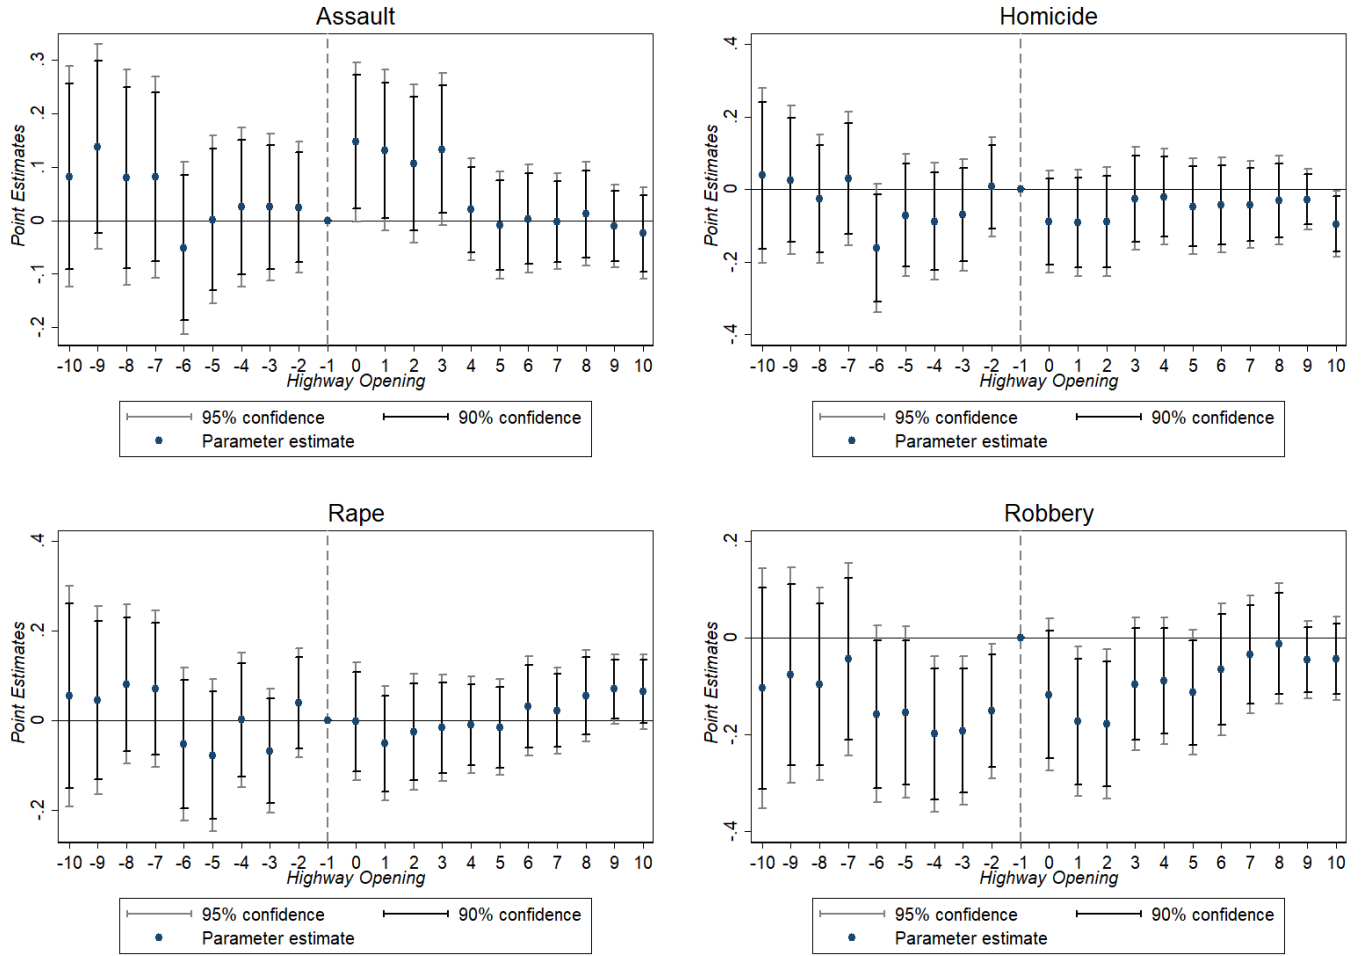 Assault
Point Estimates
.3
.2
.1
0
-.1
-.2
-10 -9 -8 -7 -6 -5 -4 -3 -2 -1 0 1 2 3 4 5 6 7 8 9 10
Highway Opening
95% confidence 90% confidence
Parameter estimate
Homicide
Point Estimates
.4
.2
0
-.2
-.4
-10 -9 -8 -7 -6 -5 -4 -3 -2 -1 0 1 2 3 4 5 6 7 8 9 10
Highway Opening
95% confidence 90% confidence
Parameter estimate
Rape
Point Estimates
.4
.2
0
-.2
-10 -9 -8 -7 -6 -5 -4 -3 -2 -1 0 1 2 3 4 5 6 7 8 9 10
Highway Opening
95% confidence 90% confidence
Parameter estimate
Robbery
Point Estimates
.2
0
-.2
-.4
-10 -9 -8 -7 -6 -5 -4 -3 -2 -1 0 1 2 3 4 5 6 7 8 9 10
Highway Opening
95% confidence 90% confidence
Parameter estimate